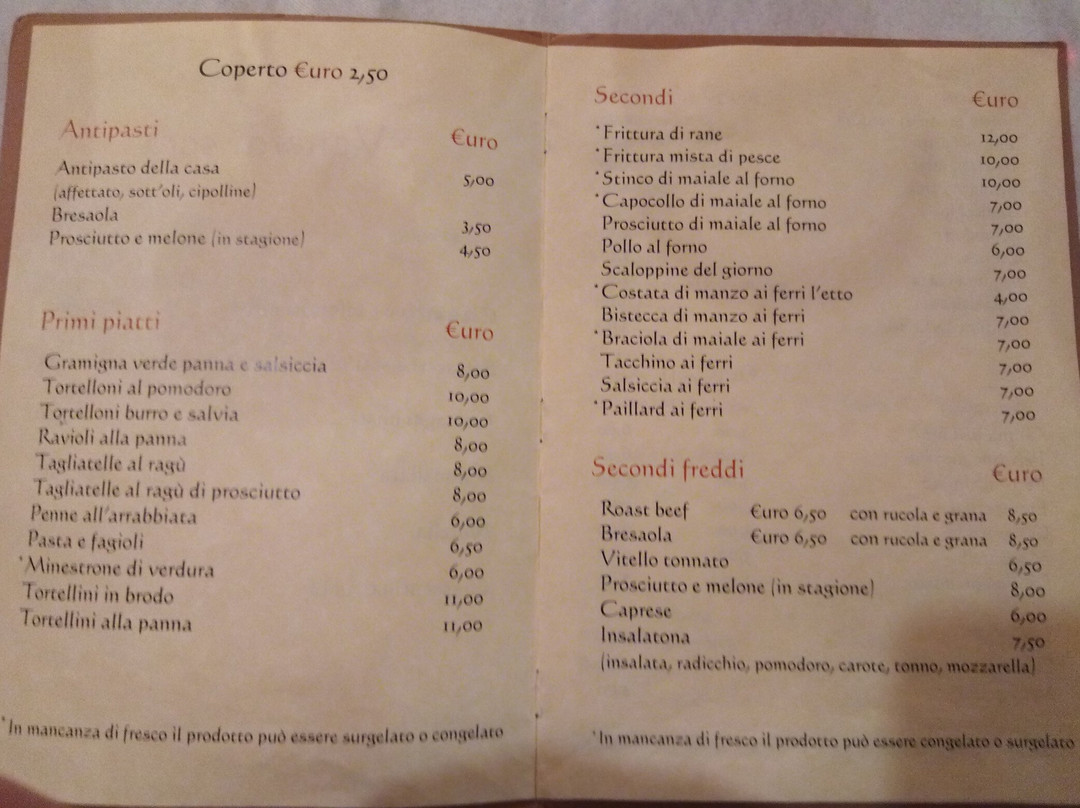 Coperto €uro 2,50
Antipasti €uro
Antipasto della casa 5,00
(affettato, sott'oli, cipolline)
Bresaola 3,50
Prosciutto e melone (in stagione) 4,50
Primi piatti €uro
Gramigna verde panna e salsiccia 8,00
Tortelloni al pomodoro 10,00
Tortelloni burro e salvia 10,00
Ravioli alla panna 8,00
Tagliatelle al ragù 8,00
Tagliatelle al ragù di prosciutto 8,00
Penne all'arrabbiata 6,00
Pasta e fagioli 6,50
*Minestrone di verdura 6,00
Tortellini in brodo 11,00
Tortellini alla panna 11,00
*In mancanza di fresco il prodotto può essere surgelato o congelato
Secondi €uro
*Frittura di rane 12,00
*Frittura mista di pesce 10,00
*Stinco di maiale al forno 10,00
*Capocollo di maiale al forno 7,00
Prosciutto di maiale al forno 7,00
Pollo al forno 6,00
Scaloppine del giorno 7,00
*Costata di manzo ai ferri l'etto 4,00
Bistecca di manzo ai ferri 7,00
*Braciola di maiale ai ferri 7,00
Tacchino ai ferri 7,00
Salsiccia ai ferri 7,00
*Paillard ai ferri 7,00
Secondi freddi €uro
Roast beef €uro 6,50 con rucola e grana 8,50
Bresaola €uro 6,50 con rucola e grana 8,50
Vitello tonnato 6,50
Prosciutto e melone (in stagione) 8,00
Caprese 6,00
Insalatona 7,50
(insalata, radicchio, pomodoro, carote, tonno, mozzarella)
*In mancanza di fresco il prodotto può essere congelato o surgelato